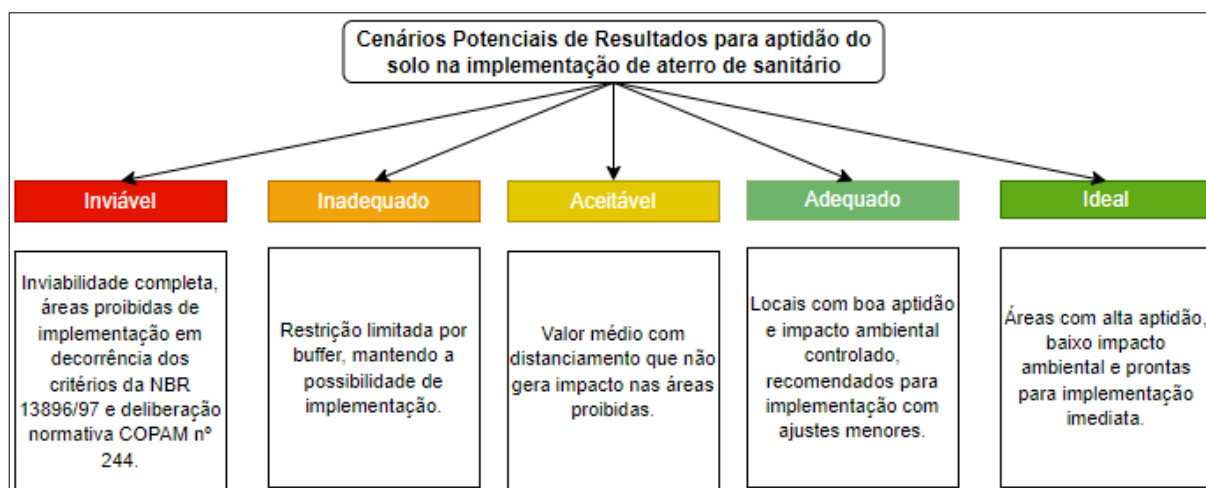 Cenários Potenciais de Resultados para aptidão do
solo na implementação de aterro de sanitário
Inviável
Inadequado
Aceitável
Adequado
Ideal
Inviabilidade completa,
áreas proibidas de
implementação em
decorrência dos
critérios da NBR
13896/97 e deliberação
normativa COPAM nº
244.
Restrição limitada por
buffer, mantendo a
possibilidade de
implementação.
Valor médio com
distanciamento que não
gera impacto nas áreas
proibidas.
Locais com boa aptidão
e impacto ambiental
controlado,
recomendados para
implementação com
ajustes menores.
Áreas com alta aptidão,
baixo impacto
ambiental e prontas
para implementação
imediata.